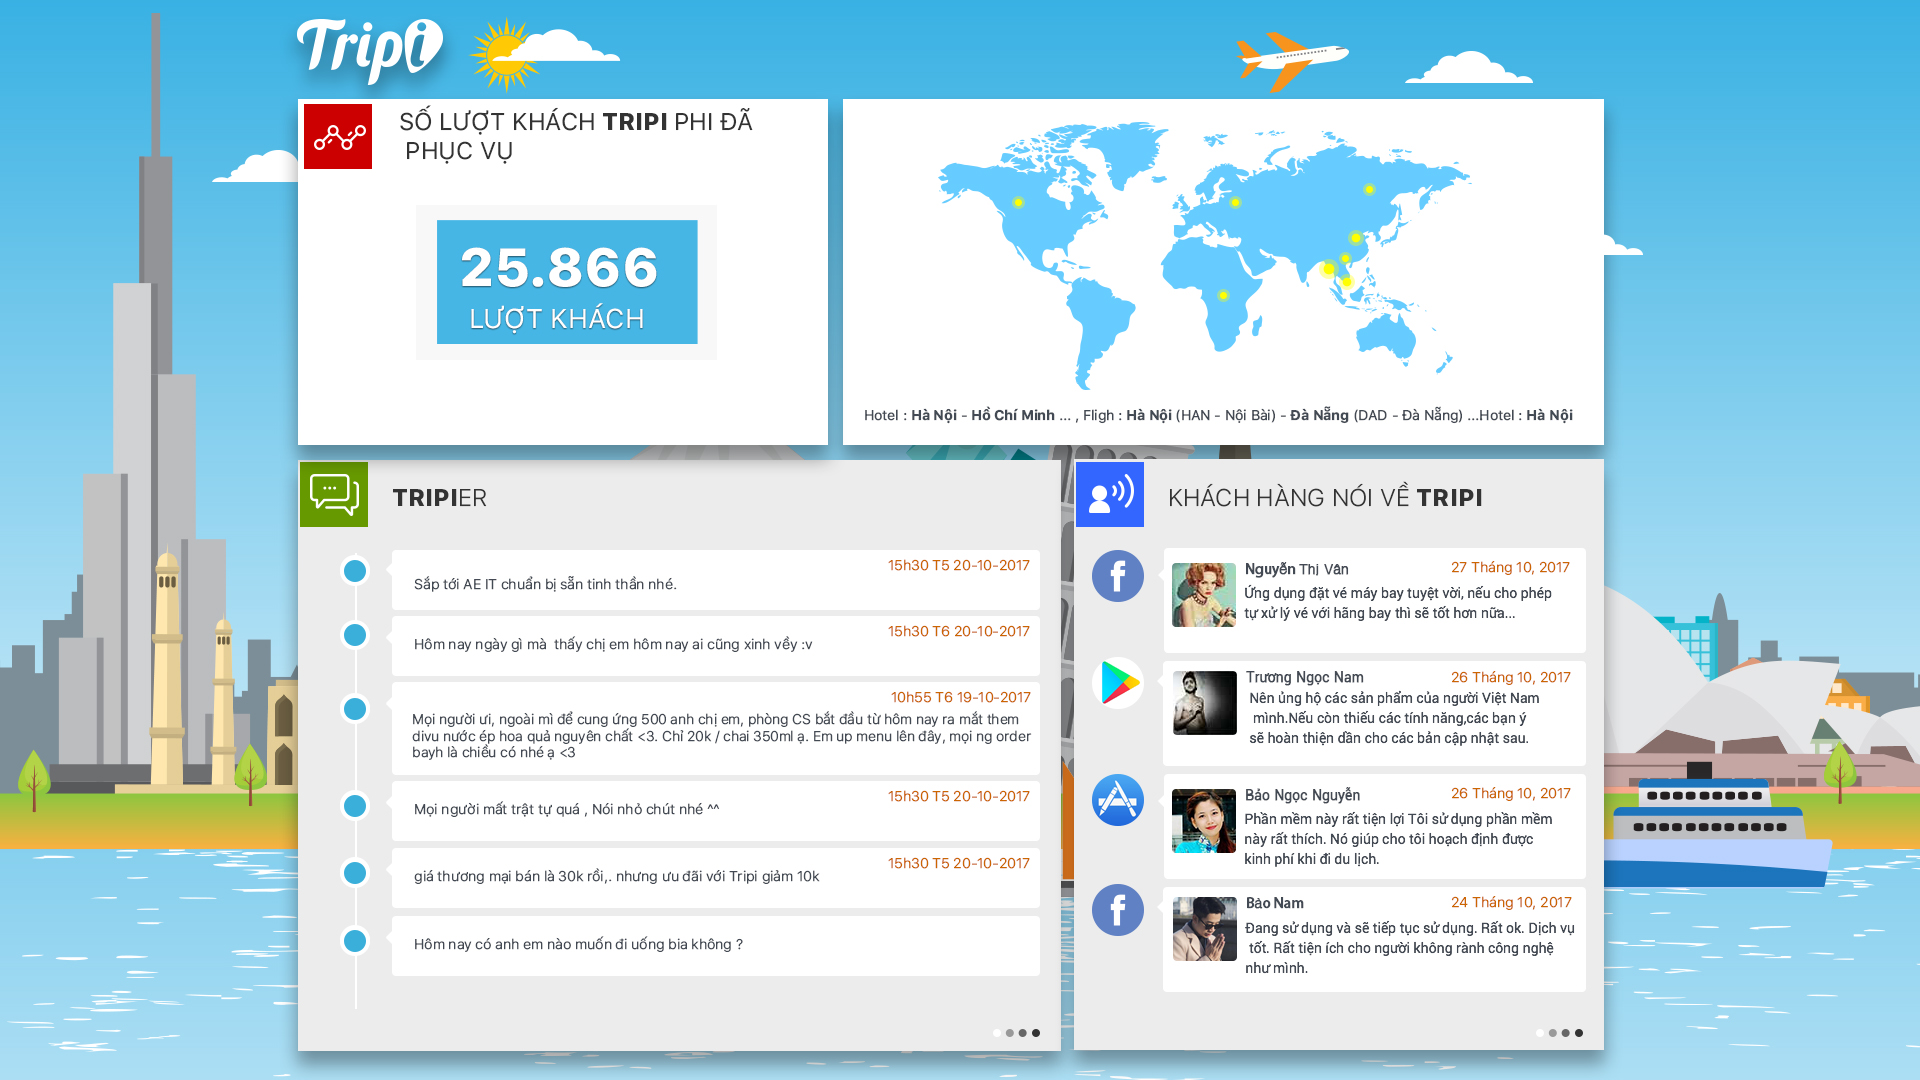 Tripi
SỐ LƯỢT KHÁCH TRIPI PHI ĐÃ
PHỤC VỤ
25.866
LƯỢT KHÁCH
Hotel : Hà Nội - Hồ Chí Minh ... , Fligh : Hà Nội (HAN - Nội Bài) - Đà Nẵng (DAD - Đà Nẵng) ...Hotel : Hà Nội
TRIPIER
15h30 T5 20-10-2017
Sắp tới AE IT chuẩn bị sẵn tinh thần nhé.
15h30 T6 20-10-2017
Hôm nay ngày gì mà thấy chị em hôm nay ai cũng xinh vầy :v
10h55 T6 19-10-2017
Mọi người ưi, ngoài mì để cung ứng 500 anh chị em, phòng CS bắt đầu từ hôm nay ra mắt them
divu nước ép hoa quả nguyên chất <3. Chỉ 20k / chai 350ml ạ. Em up menu lên đây, mọi ng order
bayh là chiều có nhé ạ <3
15h30 T5 20-10-2017
Mọi người mất trật tự quá , Nói nhỏ chút nhé ^^
15h30 T5 20-10-2017
giá thương mại bán là 30k rồi,. nhưng ưu đãi với Tripi giảm 10k
Hôm nay có anh em nào muốn đi uống bia không ?
KHÁCH HÀNG NÓI VỀ TRIPI
Nguyễn Thị Vân
27 Tháng 10, 2017
Ứng dụng đặt vé máy bay tuyệt vời, nếu cho phép
tự xử lý vé với hãng bay thì sẽ tốt hơn nữa...
Trương Ngọc Nam
26 Tháng 10, 2017
Nên ủng hộ các sản phẩm của người Việt Nam
mình.Nếu còn thiếu các tính năng,các bạn ý
sẽ hoàn thiện dần cho các bản cập nhật sau.
Bảo Ngọc Nguyễn
26 Tháng 10, 2017
Phần mềm này rất tiện lợi Tôi sử dụng phần mềm
này rất thích. Nó giúp cho tôi hoạch định được
kinh phí khi đi du lịch.
Bảo Nam
24 Tháng 10, 2017
Đang sử dụng và sẽ tiếp tục sử dụng. Rất ok. Dịch vụ
tốt. Rất tiện ích cho người không rành công nghệ
như mình.